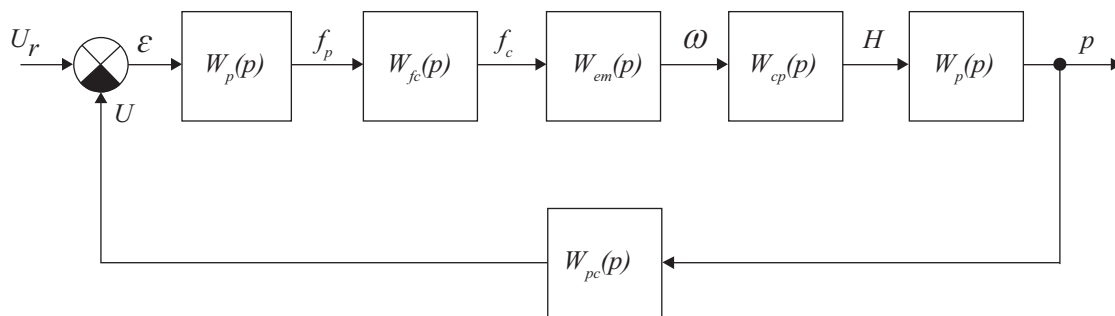 U_r ε f_p f_c ω H p
W_p(p) W_fc(p) W_em(p) W_cp(p) W_p(p)
U
W_pc(p)